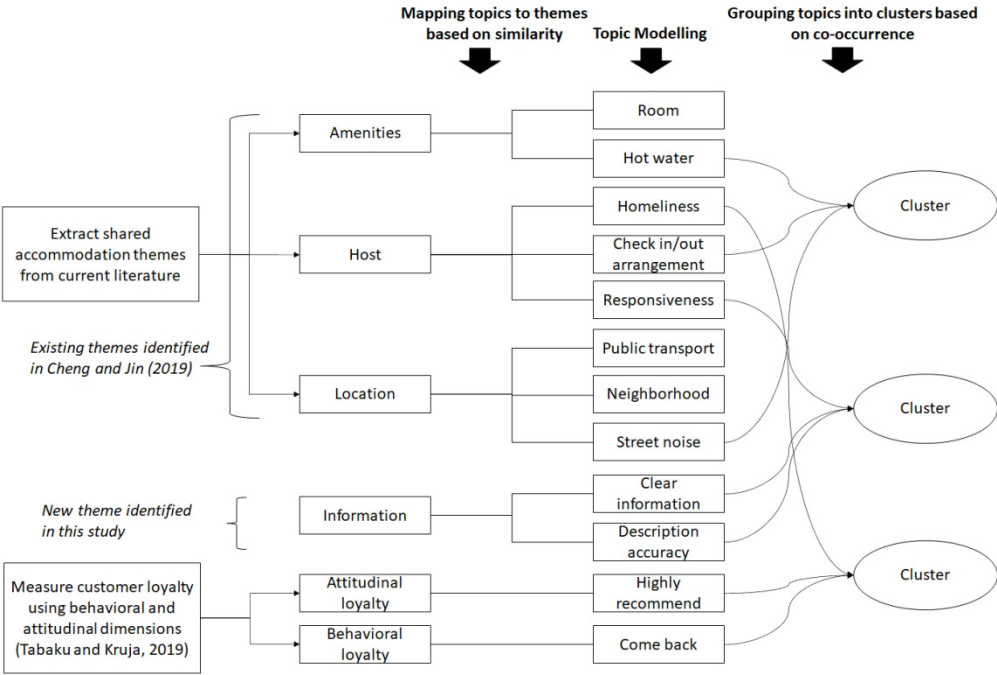 Mapping topics to themes
based on similarity
Topic Modelling
Grouping topics into clusters based
on co-occurrence
Extract shared
accommodation themes
from current literature
Existing themes identified
in Cheng and Jin (2019)
Amenities
Host
Location
Room
Hot water
Homeliness
Check in/out
arrangement
Responsiveness
Public transport
Neighborhood
Street noise
Cluster
Cluster
New theme identified
in this study
Information
Clear
information
Description
accuracy
Measure customer loyalty
using behavioral and
attitudinal dimensions
(Tabaku and Kruja, 2019)
Attitudinal
loyalty
Behavioral
loyalty
Highly
recommend
Come back
Cluster